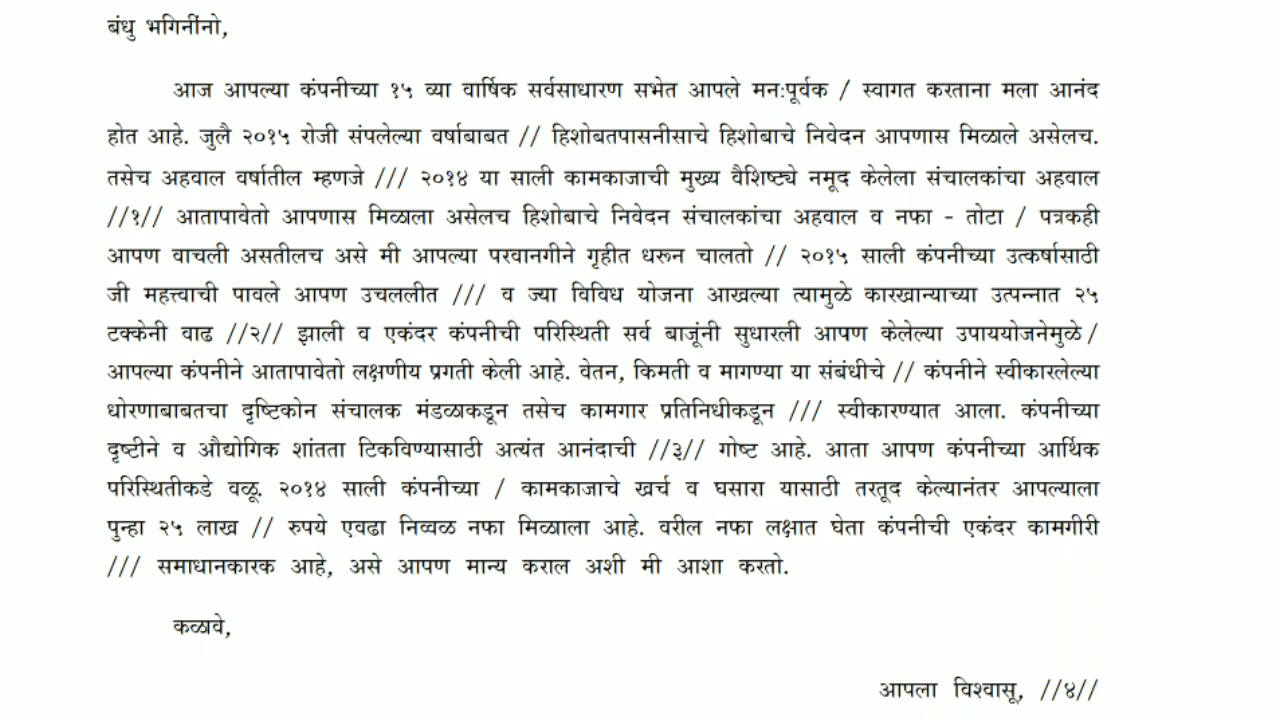 बंधु भगिनींनो,
आज आपल्या कंपनीच्या १५ व्या वार्षिक सर्वसाधारण सभेत आपले मन:पूर्वक / स्वागत करताना मला आनंद
होत आहे. जुलै २०१५ रोजी संपलेल्या वर्षाबाबत // हिशोबतपासनीसाचे हिशोबाचे निवेदन आपणास मिळाले असेलच.
तसेच अहवाल वर्षातील म्हणजे /// २०१४ या साली कामकाजाची मुख्य वैशिष्ट्ये नमूद केलेला संचालकांचा अहवाल
//१// आतापावेतो आपणास मिळाला असेलच हिशोबाचे निवेदन संचालकांचा अहवाल व नफा - तोटा / पत्रकही
आपण वाचली असतीलच असे मी आपल्या परवानगीने गृहीत धरून चालतो // २०१५ साली कंपनीच्या उत्कर्षासाठी
जी महत्त्वाची पावले आपण उचललीत /// व ज्या विविध योजना आखल्या त्यामुळे कारखान्याच्या उत्पन्नात २५
टक्केनी वाढ //२// झाली व एकंदर कंपनीची परिस्थिती सर्व बाजूंनी सुधारली आपण केलेल्या उपाययोजनेमुळे /
आपल्या कंपनीने आतापावेतो लक्षणीय प्रगती केली आहे. वेतन, किमती व मागण्या या संबंधीचे // कंपनीने स्वीकारलेल्या
धोरणाबाबतचा दृष्टिकोन संचालक मंडळाकडून तसेच कामगार प्रतिनिधीकडून /// स्वीकारण्यात आला. कंपनीच्या
दृष्टीने व औद्योगिक शांतता टिकविण्यासाठी अत्यंत आनंदाची //३// गोष्ट आहे. आता आपण कंपनीच्या आर्थिक
परिस्थितीकडे वळू. २०१४ साली कंपनीच्या / कामकाजाचे खर्च व घसारा यासाठी तरतूद केल्यानंतर आपल्याला
पुन्हा २५ लाख // रुपये एवढा निव्वळ नफा मिळााला आहे. वरील नफा लक्षात घेता कंपनीची एकंदर कामगीरी
/// समाधानकारक आहे, असे आपण मान्य कराल अशी मी आशा करतो.
कळावे,
आपला विश्वासू, //४//